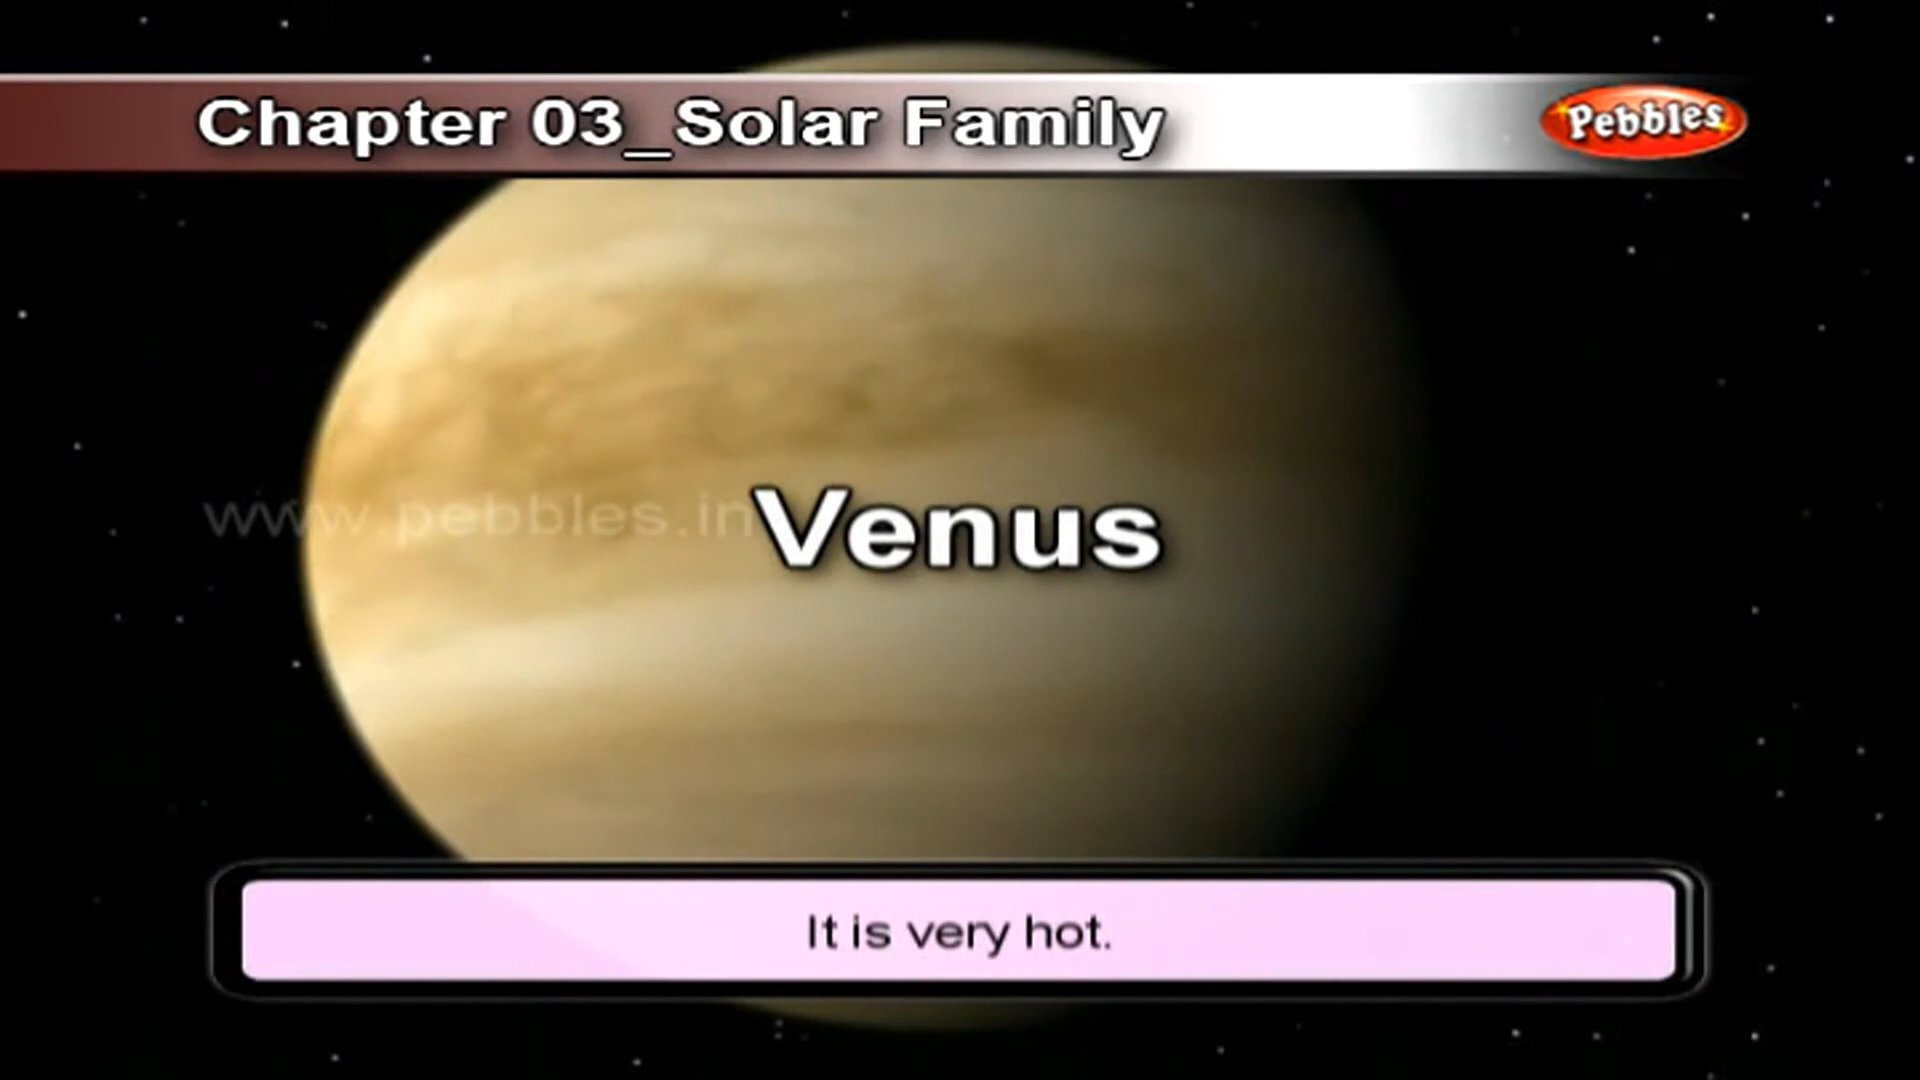 Chapter 03_Solar Family
Pebbles
www.pebbles.in
Venus
It is very hot.